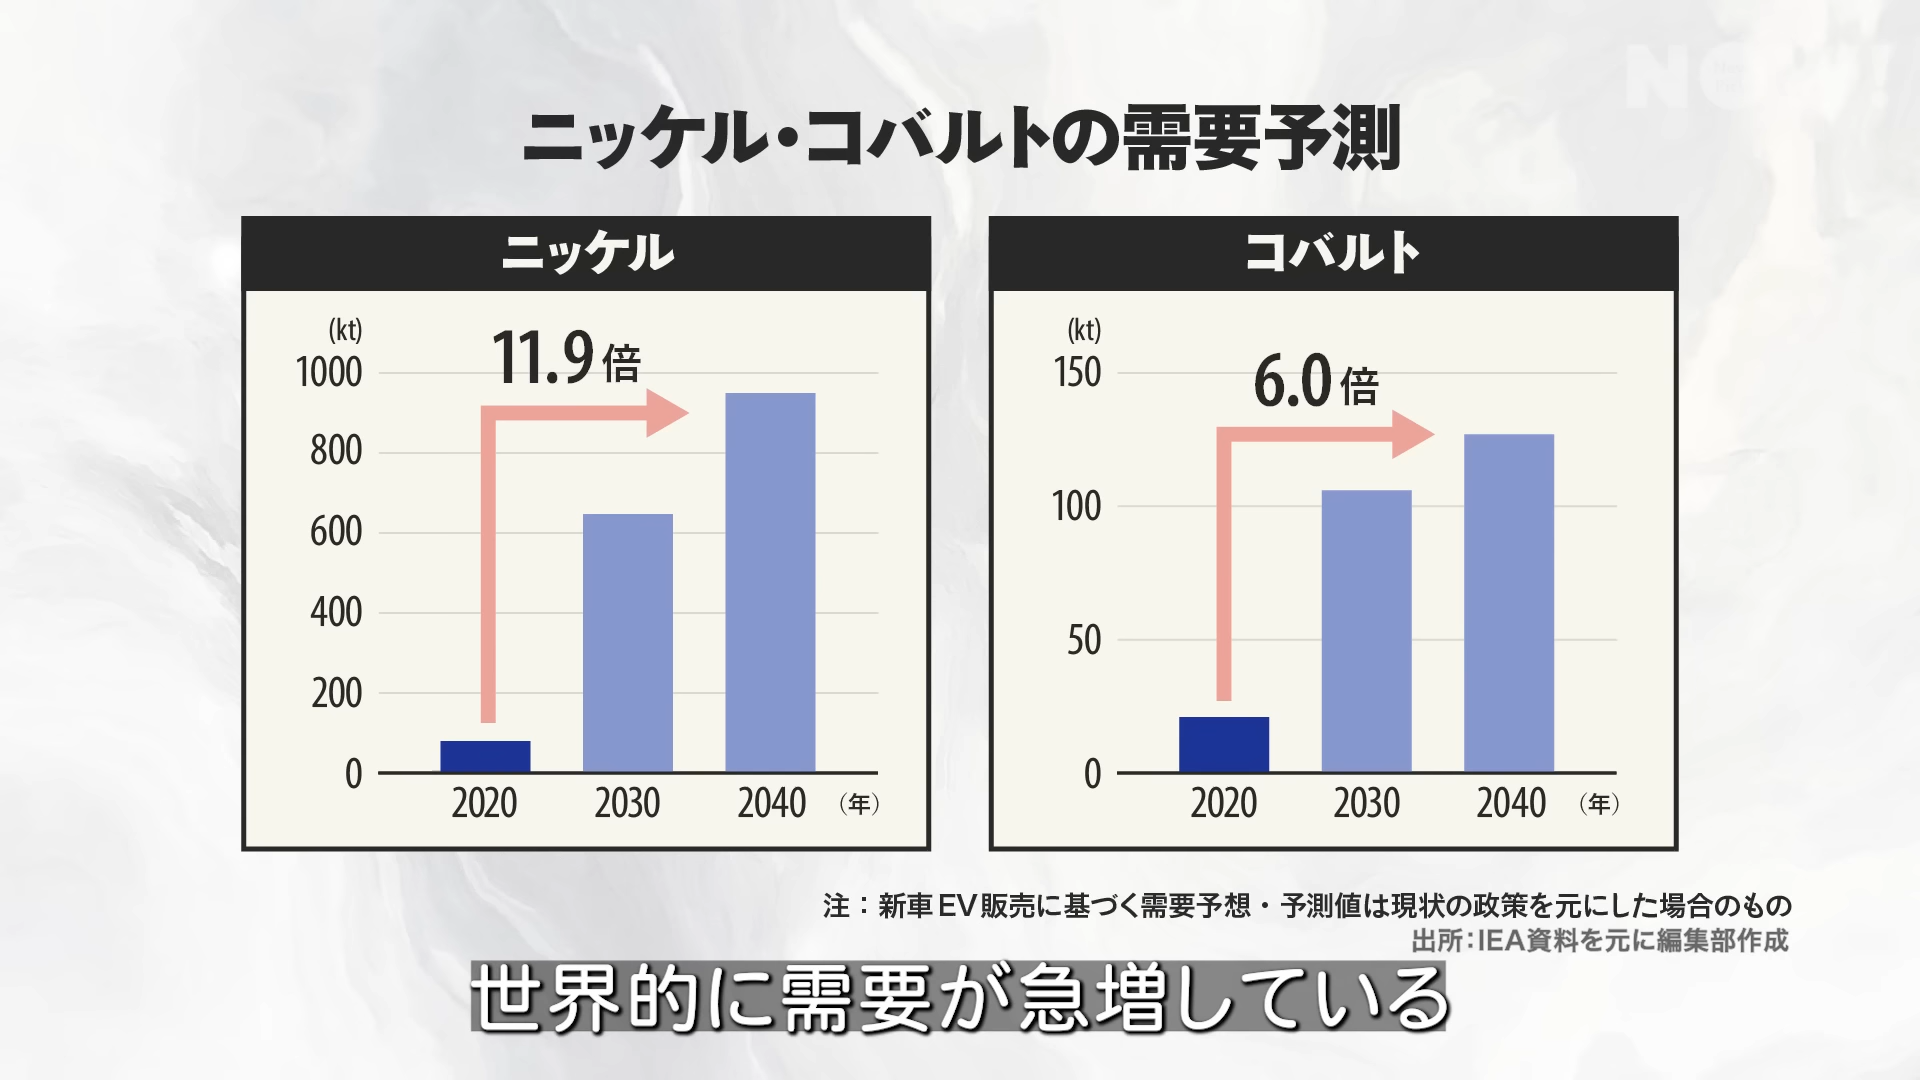 ニッケル・コバルトの需要予測
ニッケル
(kt)
11.9倍
1000
800
600
400
200
0
2020
2030
2040
（年）
コバルト
(kt)
6.0倍
150
100
50
0
2020
2030
2040
（年）
注：新車EV販売に基づく需要予想・予測値は現状の政策を元にした場合のもの
出所：IEA資料を元に編集部作成
世界的に需要が急増している